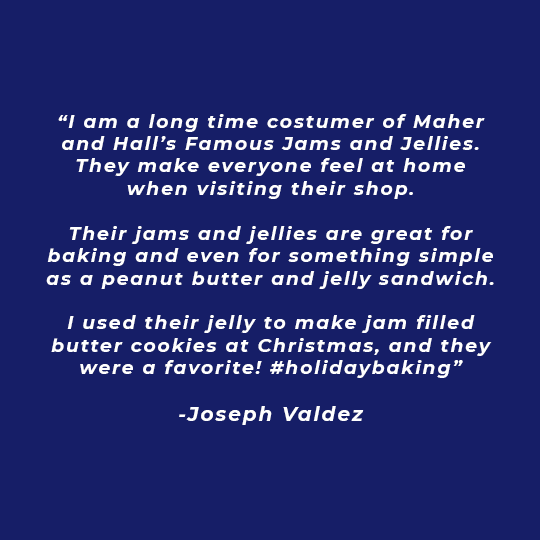 “I am a long time costumer of Maher
and Hall’s Famous Jams and Jellies.
They make everyone feel at home
when visiting their shop.
Their jams and jellies are great for
baking and even for something simple
as a peanut butter and jelly sandwich.
I used their jelly to make jam filled
butter cookies at Christmas, and they
were a favorite! #holidaybaking”
-Joseph Valdez